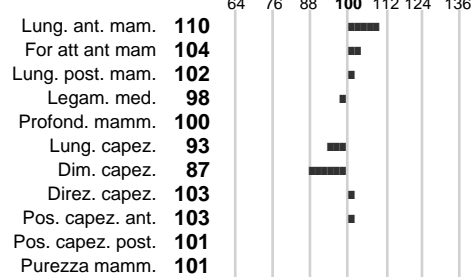 64 76 88 100 112 124 136
Lung. ant. mam. 110
For att ant mam 104
Lung. post. mam. 102
Legam. med. 98
Profond. mamm. 100
Lung. capez. 93
Dim. capez. 87
Direz. capez. 103
Pos. capez. ant. 103
Pos. capez. post. 101
Purezza mamm. 101